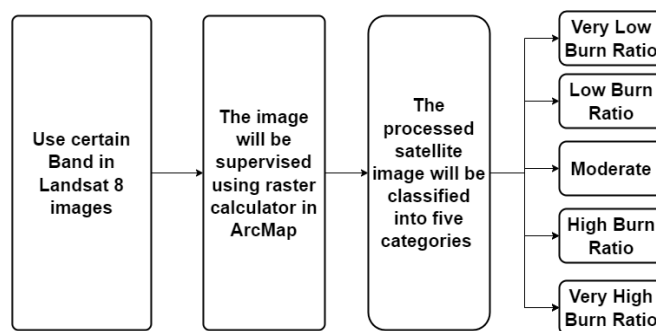 Use certain
Band in
Landsat 8
images
The image
will be
supervised
using raster
calculator in
ArcMap
The
processed
satellite
image will be
classified
into five
categories
Very Low
Burn Ratio
Low Burn
Ratio
Moderate
High Burn
Ratio
Very High
Burn Ratio